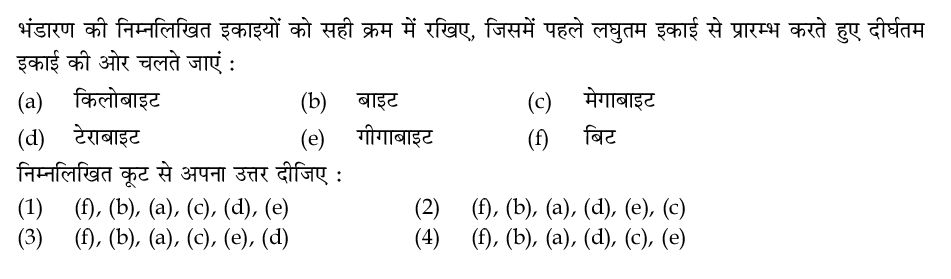 भंडारण की निम्नलिखित इकाइयों को सही क्रम में रखिए, जिसमें पहले लघुतम इकाई से प्रारम्भ करते हुए दीर्घतम
इकाई की ओर चलते जाएं :
(a) किलोबाइट (b) बाइट (c) मेगाबाइट
(d) टेराबाइट (e) गीगाबाइट (f) बिट
निम्नलिखित कूट से अपना उत्तर दीजिए :
(1) (f), (b), (a), (c), (d), (e) (2) (f), (b), (a), (d), (e), (c)
(3) (f), (b), (a), (c), (e), (d) (4) (f), (b), (a), (d), (c), (e)